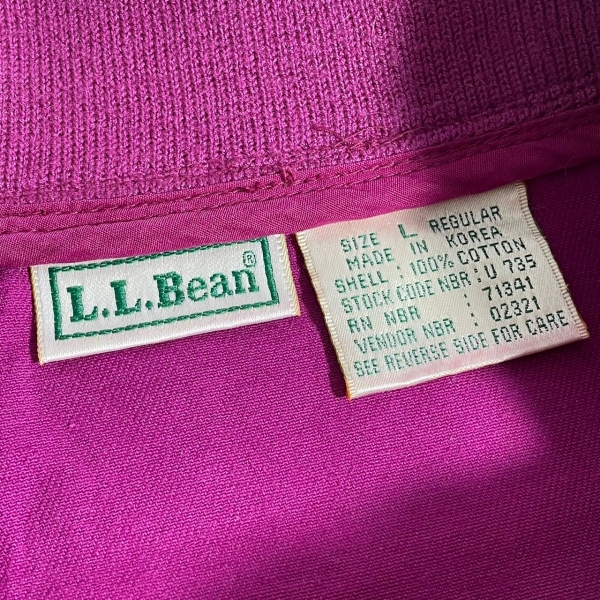 L.L.Bean®
SIZE L REGULAR
MADE IN KOREA
SHELL : 100% COTTON
STOCK CODE NBR : U 735
RN NBR : 71341
VENDOR NBR : 02321
SEE REVERSE SIDE FOR CARE